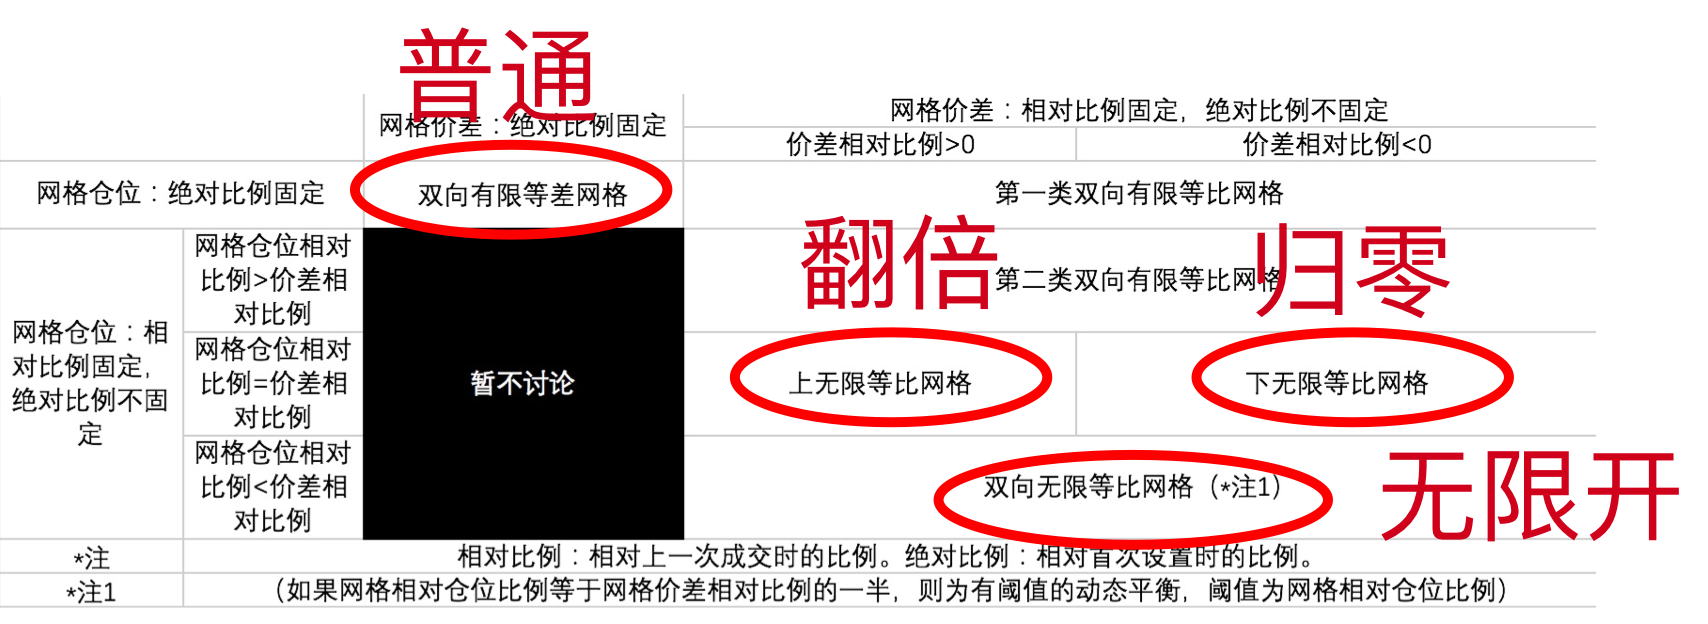 普通
网格价差：绝对比例固定
网格价差：相对比例固定，绝对比例不固定
价差相对比例>0
价差相对比例<0
网格仓位：绝对比例固定
双向有限等差网格
第一类双向有限等比网格
翻倍
归零
网格仓位：相
对比例固定，
绝对比例不固
定
网格仓位相对
比例>价差相
对比例
第二类双向有限等比网格
网格仓位相对
比例=价差相
对比例
暂不讨论
上无限等比网格
下无限等比网格
网格仓位相对
比例<价差相
对比例
双向无限等比网格（*注1）
无限开
*注
相对比例：相对上一次成交时的比例。绝对比例：相对首次设置时的比例。
*注1
（如果网格相对仓位比例等于网格价差相对比例的一半，则为有阈值的动态平衡，阈值为网格相对仓位比例）